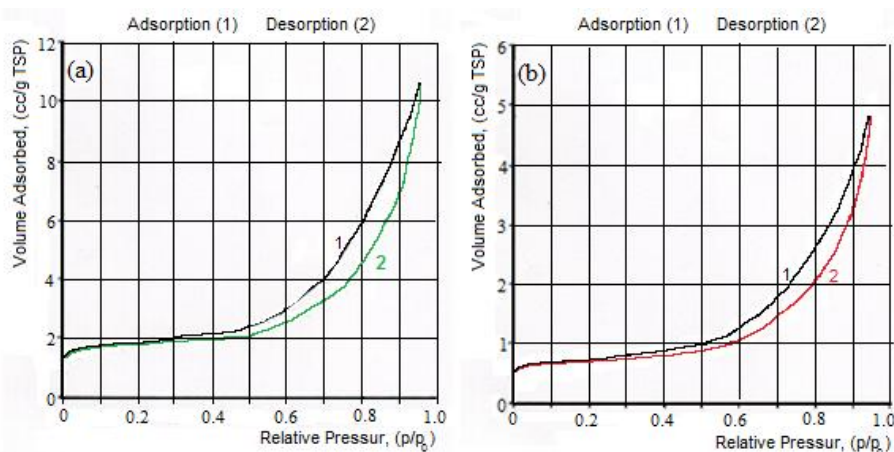 Adsorption (1) Desorption (2)
(a)
Volume Adsorbed, (cc/g TSP)
12
10
8
6
4
2
0
1
2
0 0.2 0.4 0.6 0.8 1.0
Relative Pressur, (p/p0)
Adsorption (1) Desorption (2)
(b)
Volume Adsorbed, (cc/g TSP)
6
5
4
3
2
1
0
1
2
0 0.2 0.4 0.6 0.8 1.0
Relative Pressur, (p/p